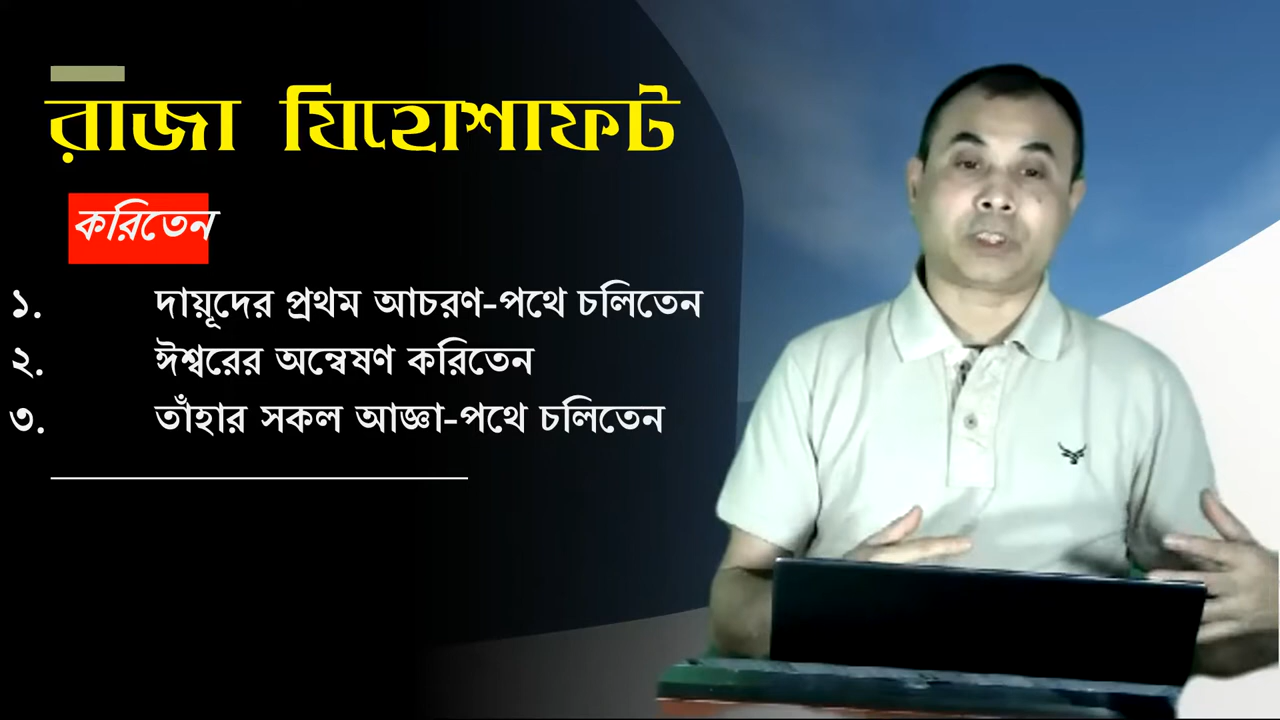 রাজা যিহোশাফট
করিতেন
১. দায়ূদের প্রথম আচরণ-পথে চলিতেন
২. ঈশ্বরের অন্বেষণ করিতেন
৩. তাঁহার সকল আজ্ঞা-পথে চলিতেন